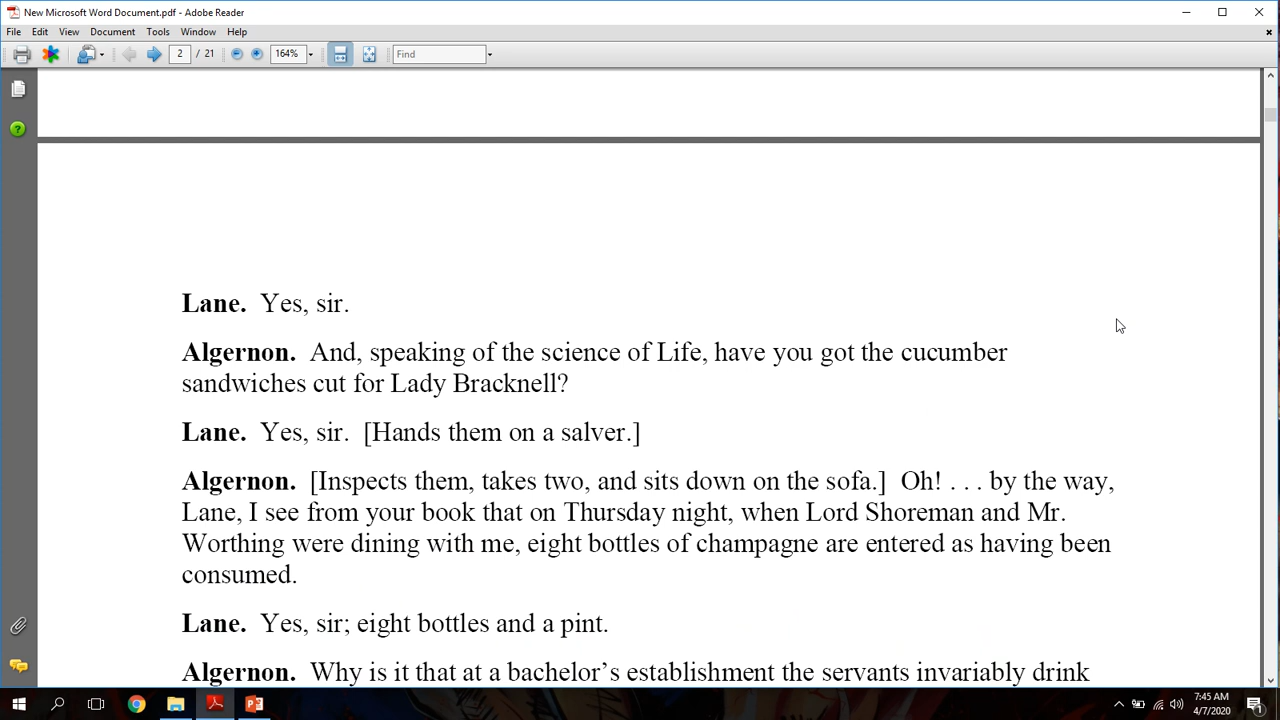 New Microsoft Word Document.pdf - Adobe Reader
File Edit View Document Tools Window Help
2 / 21 164% Find
Lane. Yes, sir.
Algernon. And, speaking of the science of Life, have you got the cucumber
sandwiches cut for Lady Bracknell?
Lane. Yes, sir. [Hands them on a salver.]
Algernon. [Inspects them, takes two, and sits down on the sofa.] Oh! . . . by the way,
Lane, I see from your book that on Thursday night, when Lord Shoreman and Mr.
Worthing were dining with me, eight bottles of champagne are entered as having been
consumed.
Lane. Yes, sir; eight bottles and a pint.
Algernon. Why is it that at a bachelor’s establishment the servants invariably drink
7:45 AM
4/7/2020